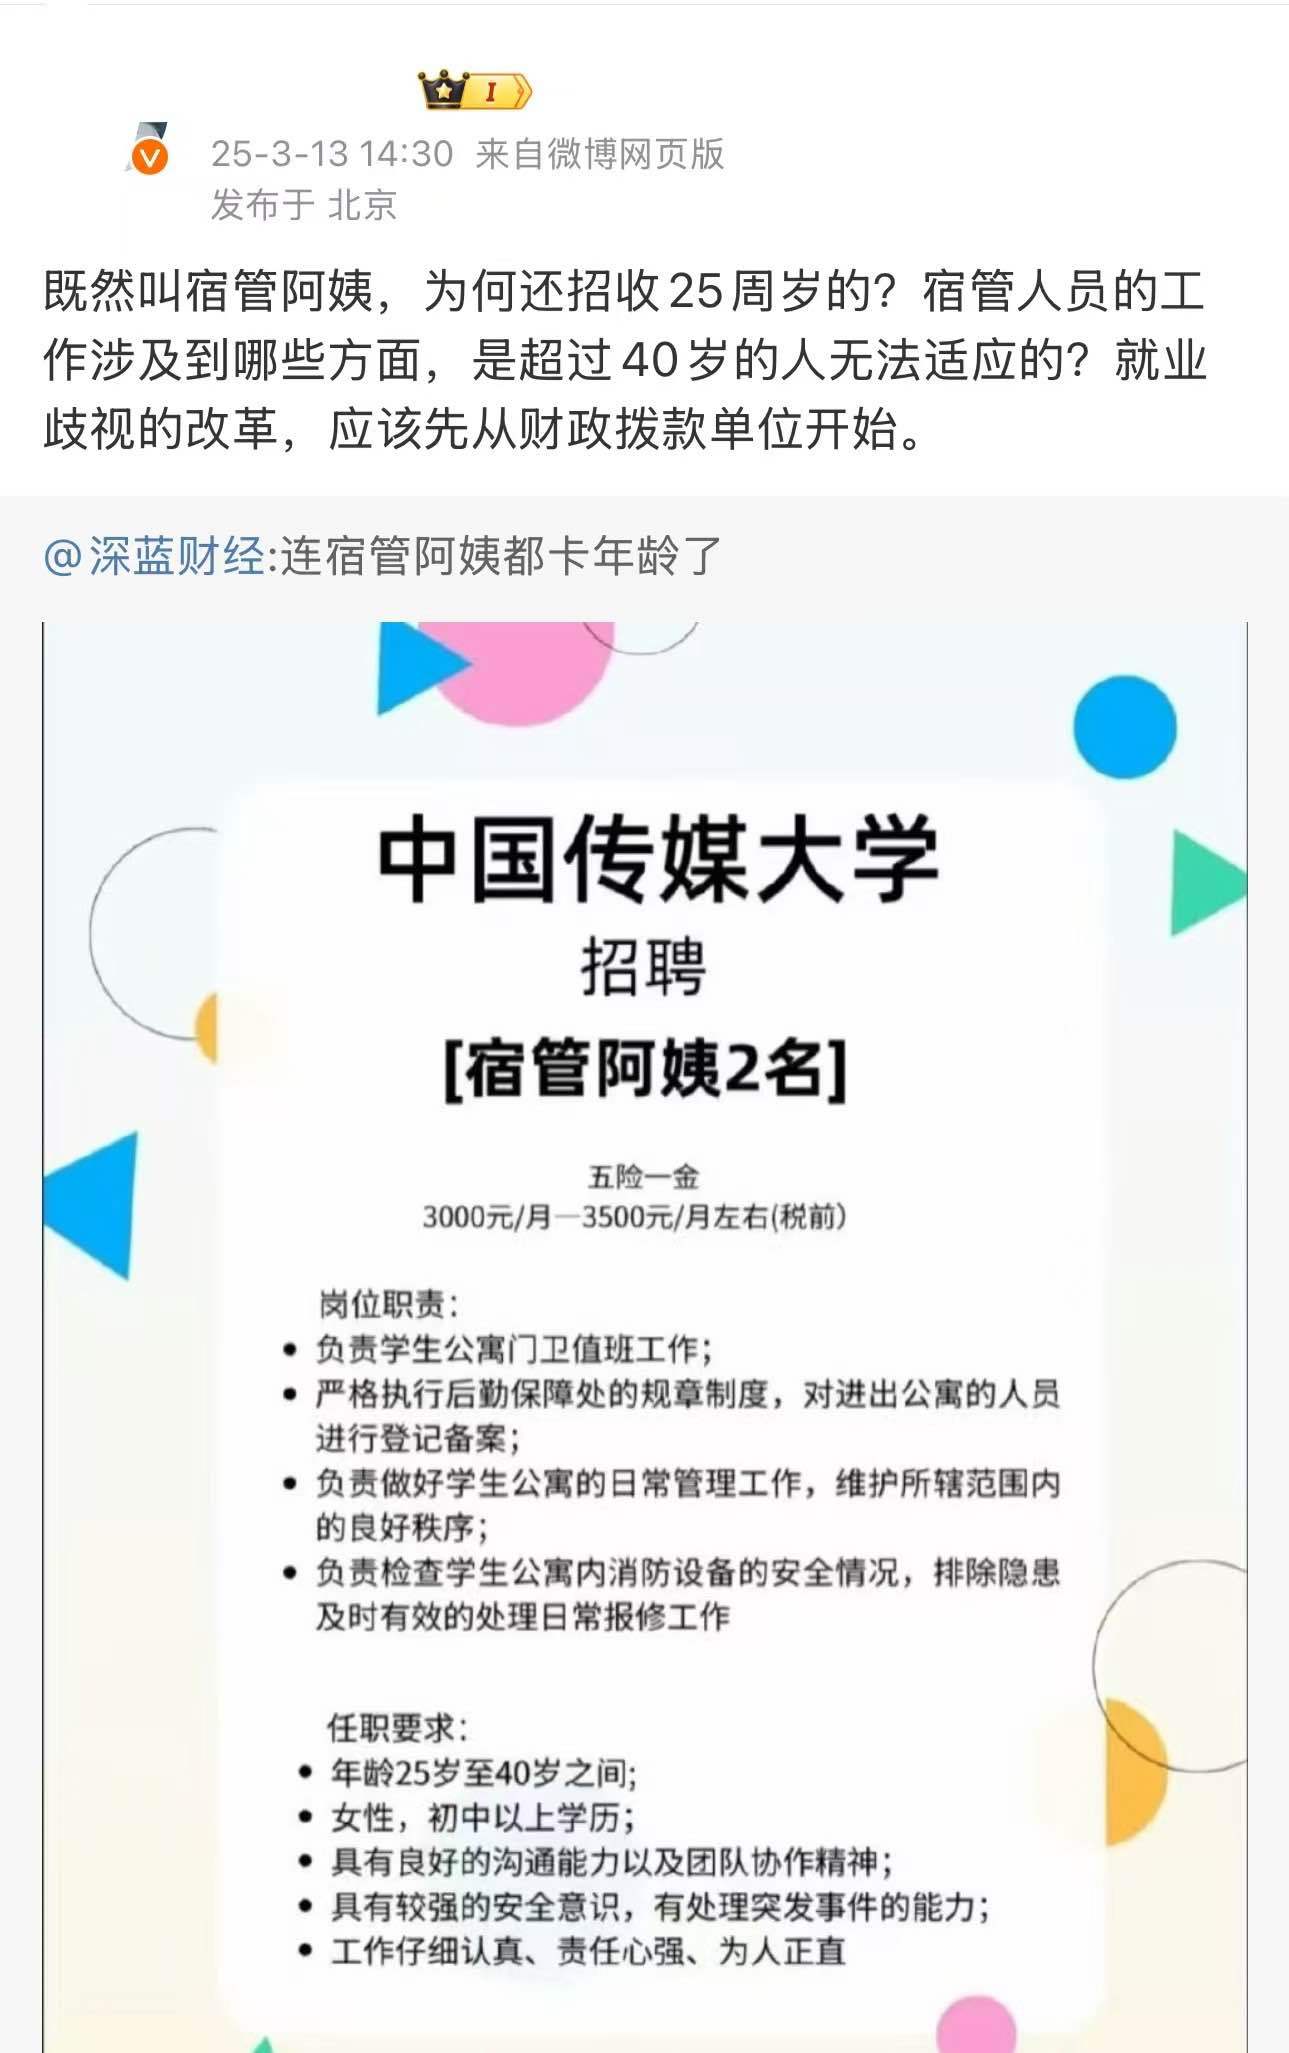 I
25-3-13 14:30 来自微博网页版
发布于 北京
既然叫宿管阿姨，为何还招收25周岁的？宿管人员的工
作涉及到哪些方面，是超过40岁的人无法适应的？就业
歧视的改革，应该先从财政拨款单位开始。
@深蓝财经:连宿管阿姨都卡年龄了
中国传媒大学
招聘
[宿管阿姨2名]
五险一金
3000元/月—3500元/月左右(税前）
岗位职责：
• 负责学生公寓门卫值班工作；
• 严格执行后勤保障处的规章制度，对进出公寓的人员
进行登记备案；
• 负责做好学生公寓的日常管理工作，维护所辖范围内
的良好秩序；
• 负责检查学生公寓内消防设备的安全情况，排除隐患
及时有效的处理日常报修工作
任职要求：
• 年龄25岁至40岁之间;
• 女性，初中以上学历；
• 具有良好的沟通能力以及团队协作精神；
• 具有较强的安全意识，有处理突发事件的能力；
• 工作仔细认真、责任心强、为人正直